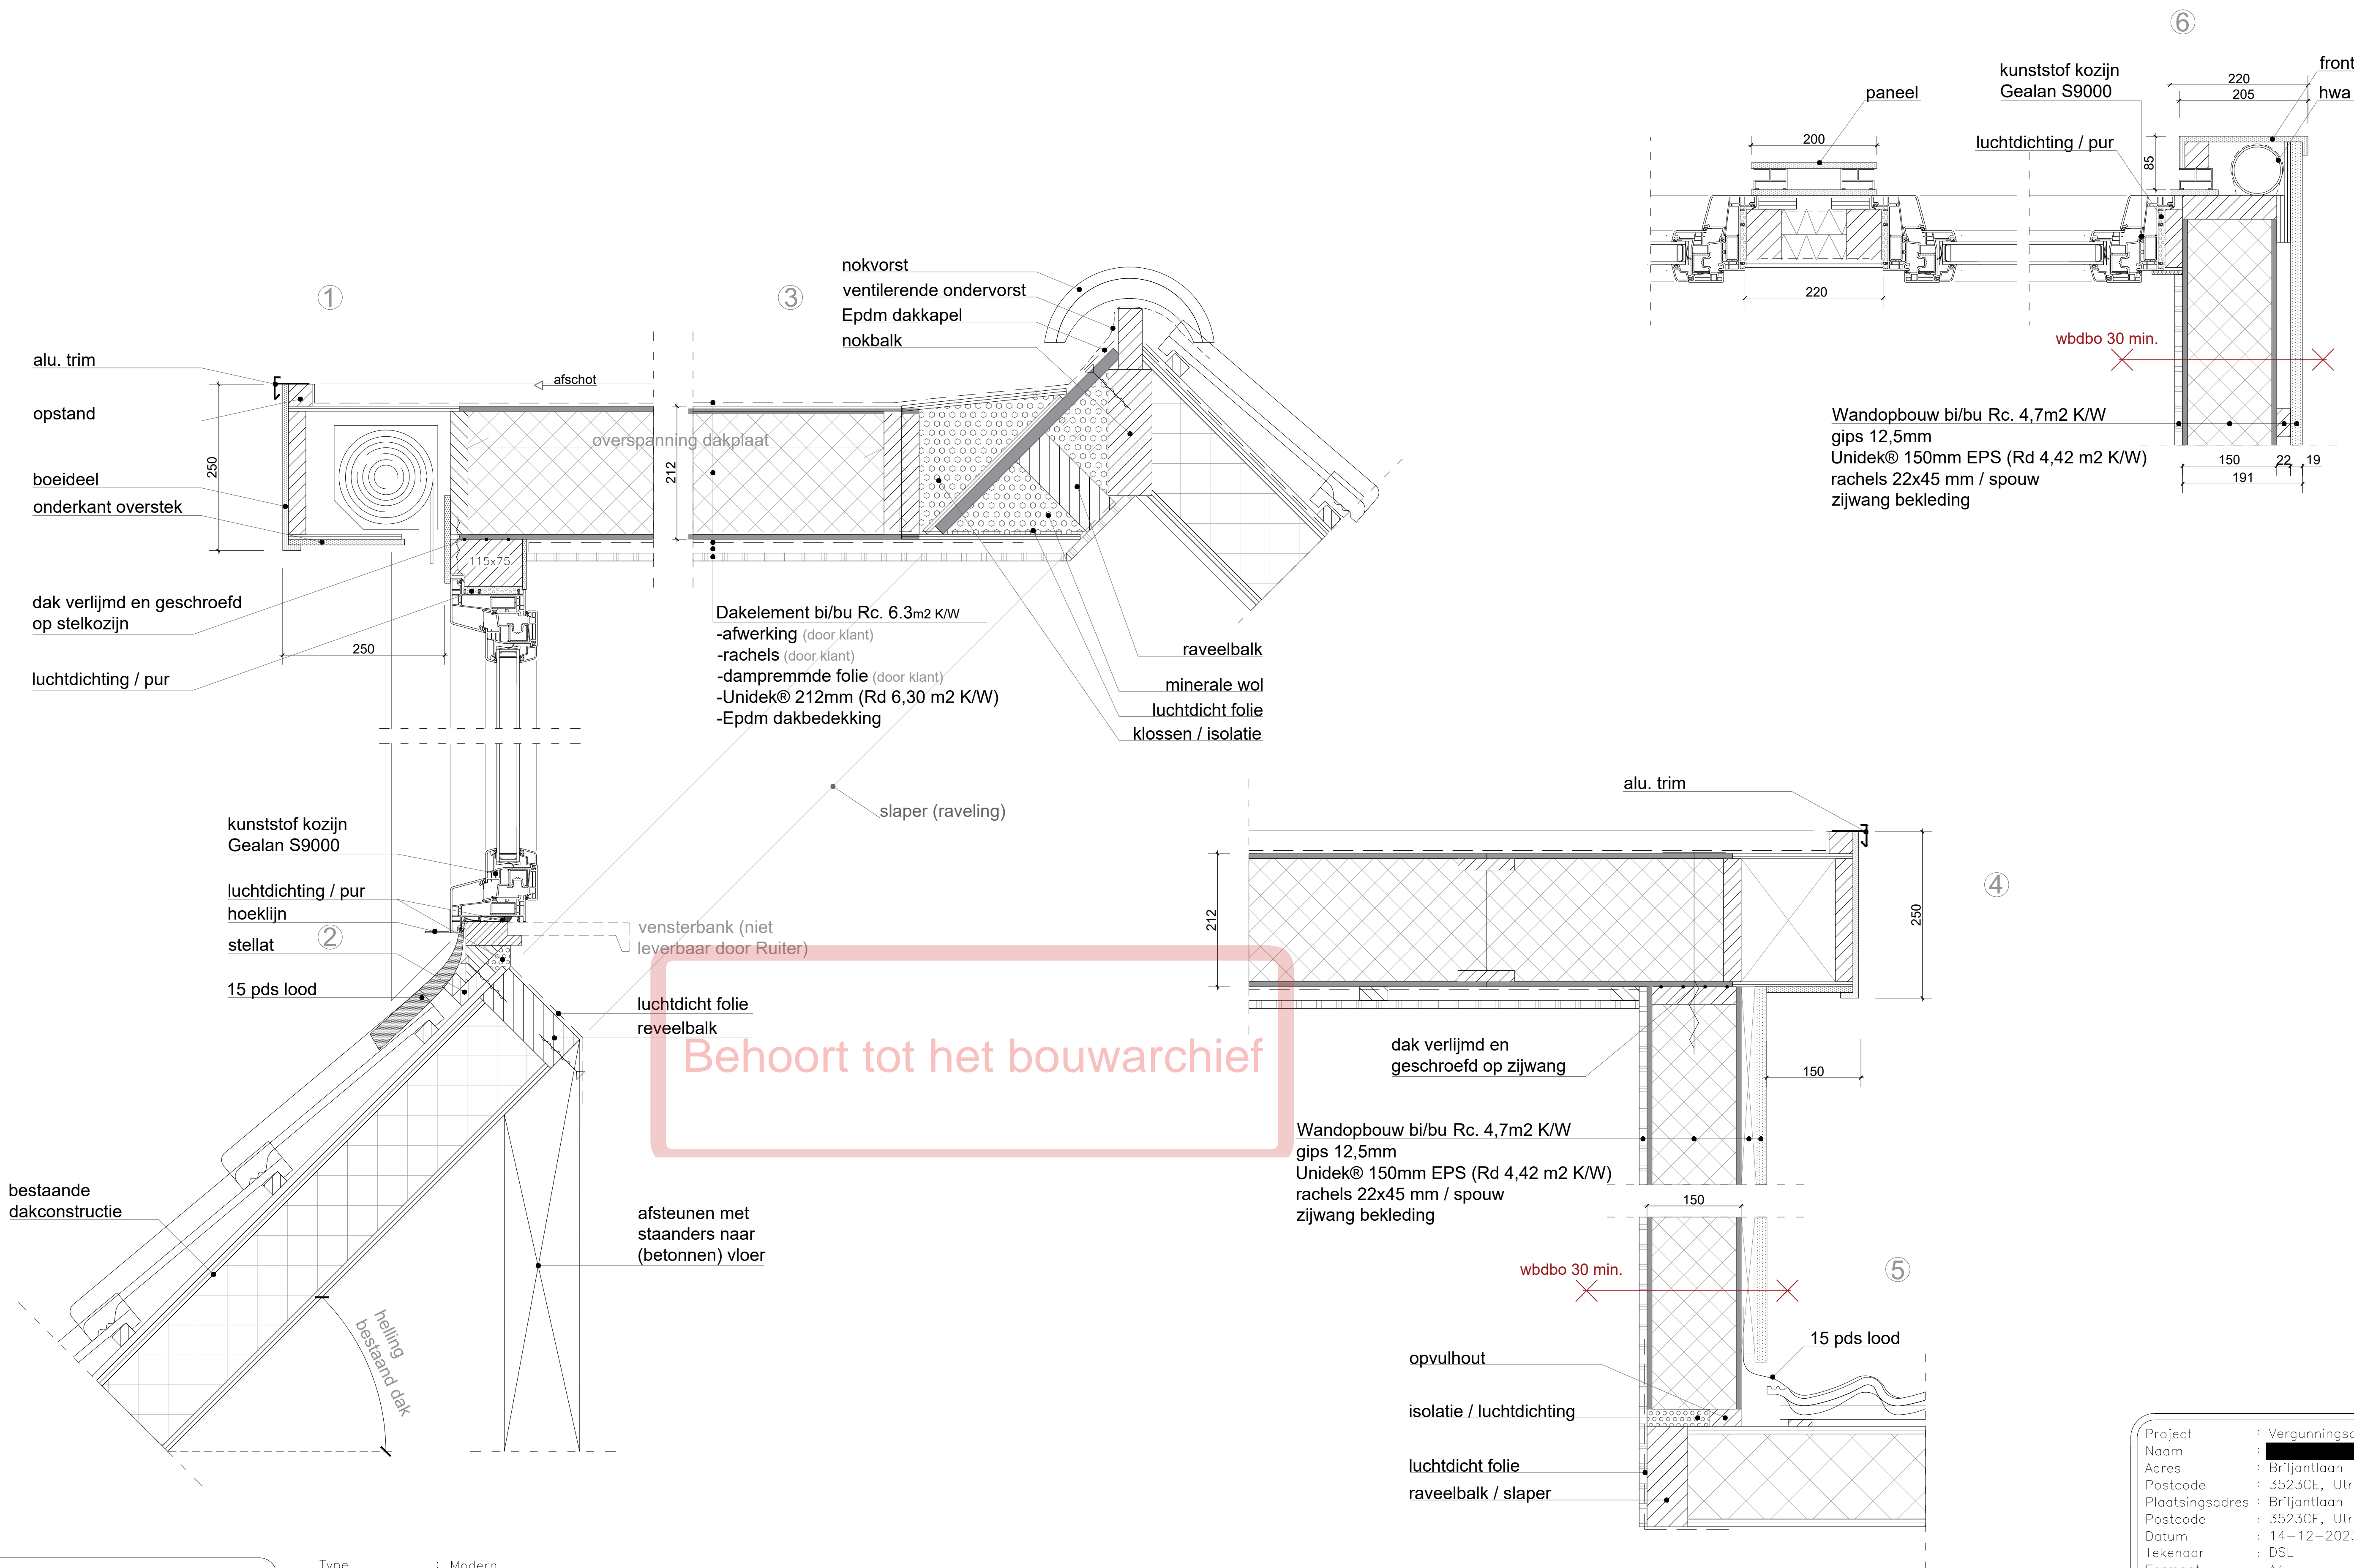 ①
③
alu. trim
opstand
boeideel
onderkant overstek
dak verlijmd en geschroefd
op stelkozijn
luchtdichting / pur
250
250
afschot
overspanning dakplaat
212
115x75
nokvorst
ventilerende ondervorst
Epdm dakkapel
nokbalk
Dakelement bi/bu Rc. 6.3m2 K/W
-afwerking (door klant)
-rachels (door klant)
-dampremmde folie (door klant)
-Unidek® 212mm (Rd 6,30 m2 K/W)
-Epdm dakbedekking
raveelbalk
minerale wol
luchtdicht folie
klossen / isolatie
slaper (raveling)
kunststof kozijn
Gealan S9000
luchtdichting / pur
hoeklijn
stellat
②
15 pds lood
vensterbank (niet
leverbaar door Ruiter)
luchtdicht folie
reveelbalk
Behoort tot het bouwarchief
bestaande
dakconstructie
afsteunen met
staanders naar
(betonnen) vloer
helling
bestaand dak
⑥
paneel
kunststof kozijn
Gealan S9000
luchtdichting / pur
220
205
front
hwa
200
85
220
wbdbo 30 min.
Wandopbouw bi/bu Rc. 4,7m2 K/W
gips 12,5mm
Unidek® 150mm EPS (Rd 4,42 m2 K/W)
rachels 22x45 mm / spouw
zijwang bekleding
150
22
19
191
alu. trim
④
212
250
dak verlijmd en
geschroefd op zijwang
150
Wandopbouw bi/bu Rc. 4,7m2 K/W
gips 12,5mm
Unidek® 150mm EPS (Rd 4,42 m2 K/W)
rachels 22x45 mm / spouw
zijwang bekleding
150
wbdbo 30 min.
⑤
15 pds lood
opvulhout
isolatie / luchtdichting
luchtdicht folie
raveelbalk / slaper
Project :
Naam :
Adres : Briljantlaan
Postcode : 3523CE, Utr
Plaatsingsadres : Briljantlaan
Postcode : 3523CE, Utr
Datum : 14-12-2023
Tekenaar : DSL
Type : Modern